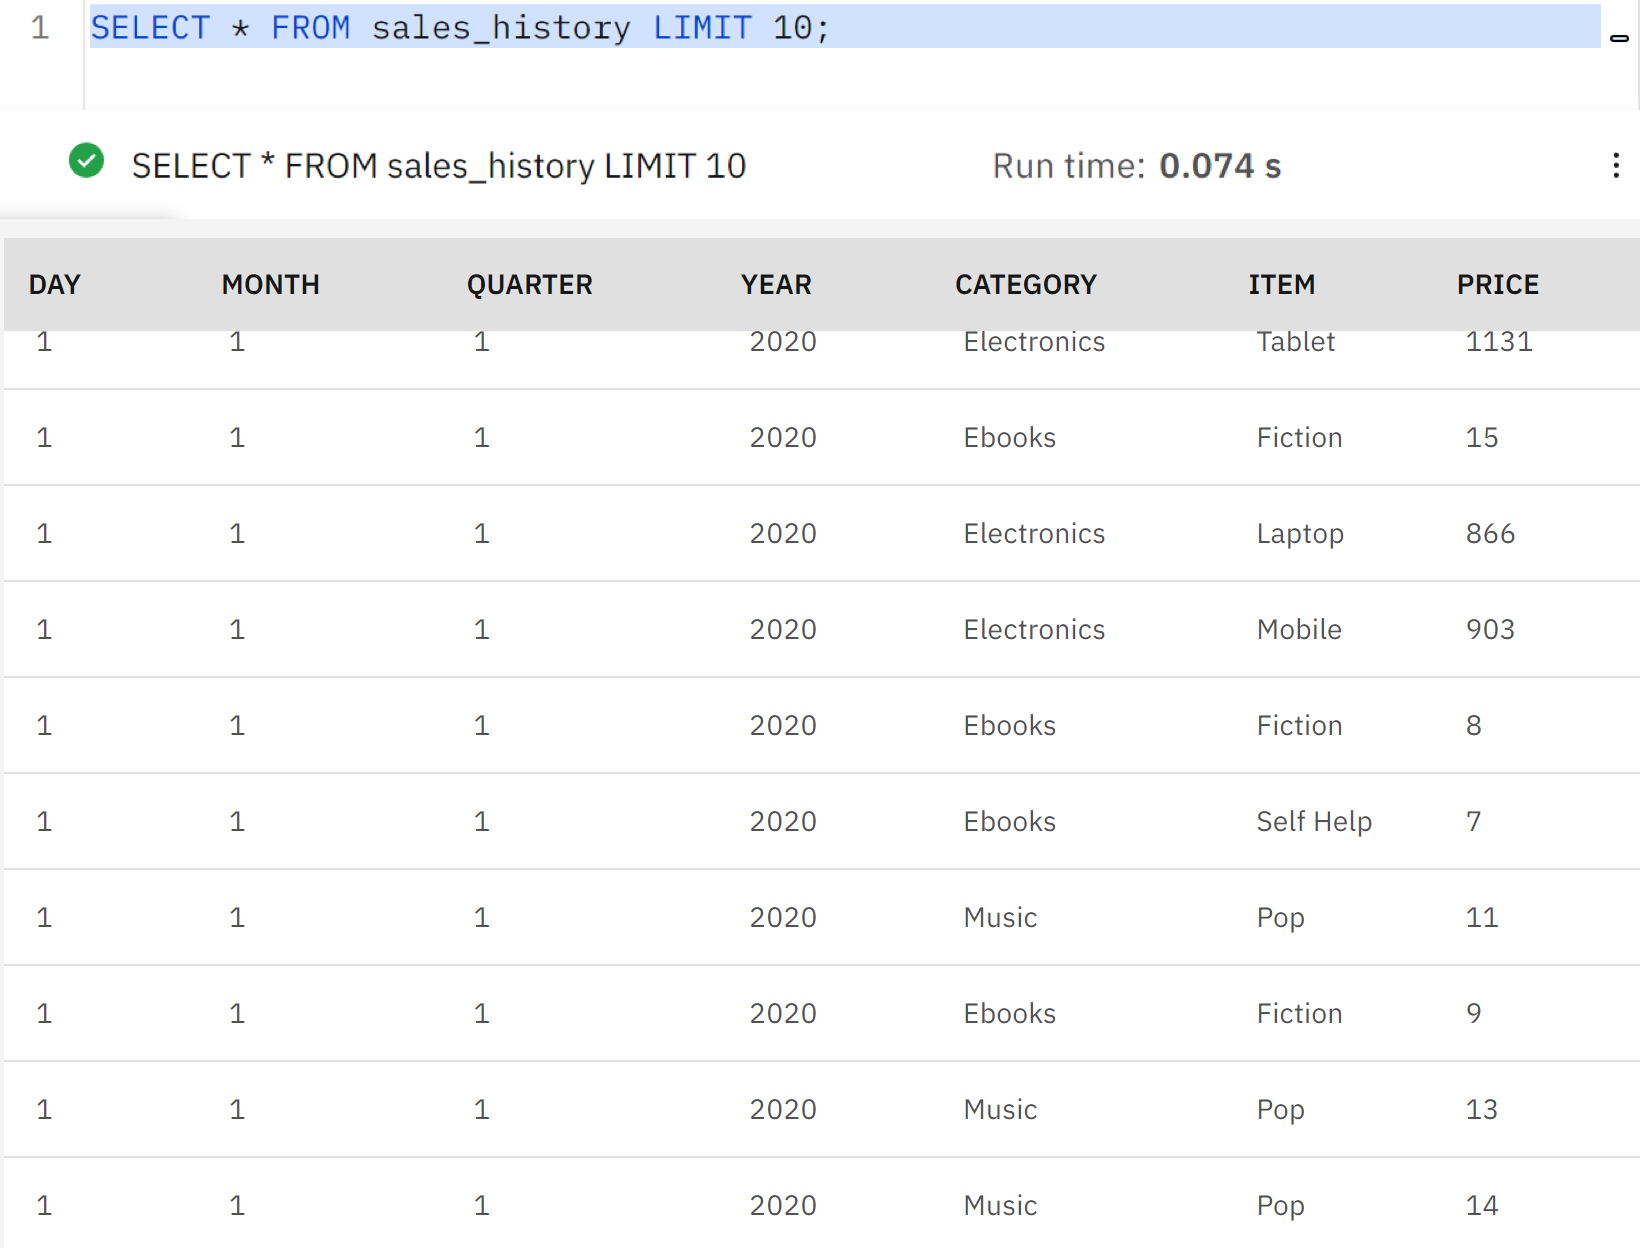 1 SELECT * FROM sales_history LIMIT 10;
SELECT * FROM sales_history LIMIT 10 Run time: 0.074 s
DAY MONTH QUARTER YEAR CATEGORY ITEM PRICE
1 1 1 2020 Electronics Tablet 1131
1 1 1 2020 Ebooks Fiction 15
1 1 1 2020 Electronics Laptop 866
1 1 1 2020 Electronics Mobile 903
1 1 1 2020 Ebooks Fiction 8
1 1 1 2020 Ebooks Self Help 7
1 1 1 2020 Music Pop 11
1 1 1 2020 Ebooks Fiction 9
1 1 1 2020 Music Pop 13
1 1 1 2020 Music Pop 14